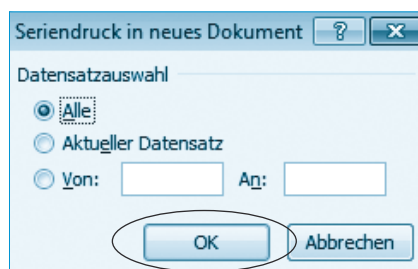 Seriendruck in neues Dokument ?
Datensatzauswahl
Alle
Aktueller Datensatz
Von: An:
OK Abbrechen